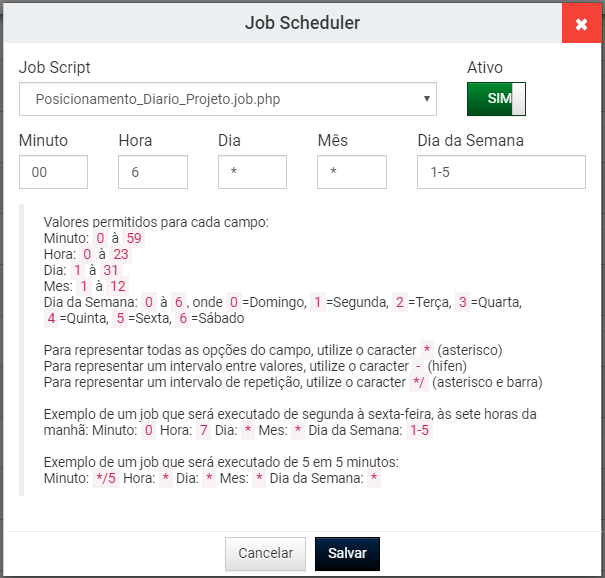 Job Scheduler
✖
Job Script
Ativo
Posicionamento_Diario_Projeto.job.php
SIM
Minuto
Hora
Dia
Mês
Dia da Semana
00
6
*
*
1-5
Valores permitidos para cada campo:
Minuto: 0 à 59
Hora: 0 à 23
Dia: 1 à 31
Mes: 1 à 12
Dia da Semana: 0 à 6, onde 0=Domingo, 1=Segunda, 2=Terça, 3=Quarta,
4=Quinta, 5=Sexta, 6=Sábado
Para representar todas as opções do campo, utilize o caracter * (asterisco)
Para representar um intervalo entre valores, utilize o caracter - (hifen)
Para representar um intervalo de repetição, utilize o caracter */ (asterisco e barra)
Exemplo de um job que será executado de segunda à sexta-feira, às sete horas da
manhã: Minuto: 0 Hora: 7 Dia: * Mes: * Dia da Semana: 1-5
Exemplo de um job que será executado de 5 em 5 minutos:
Minuto: */5 Hora: * Dia: * Mes: * Dia da Semana: *
Cancelar
Salvar